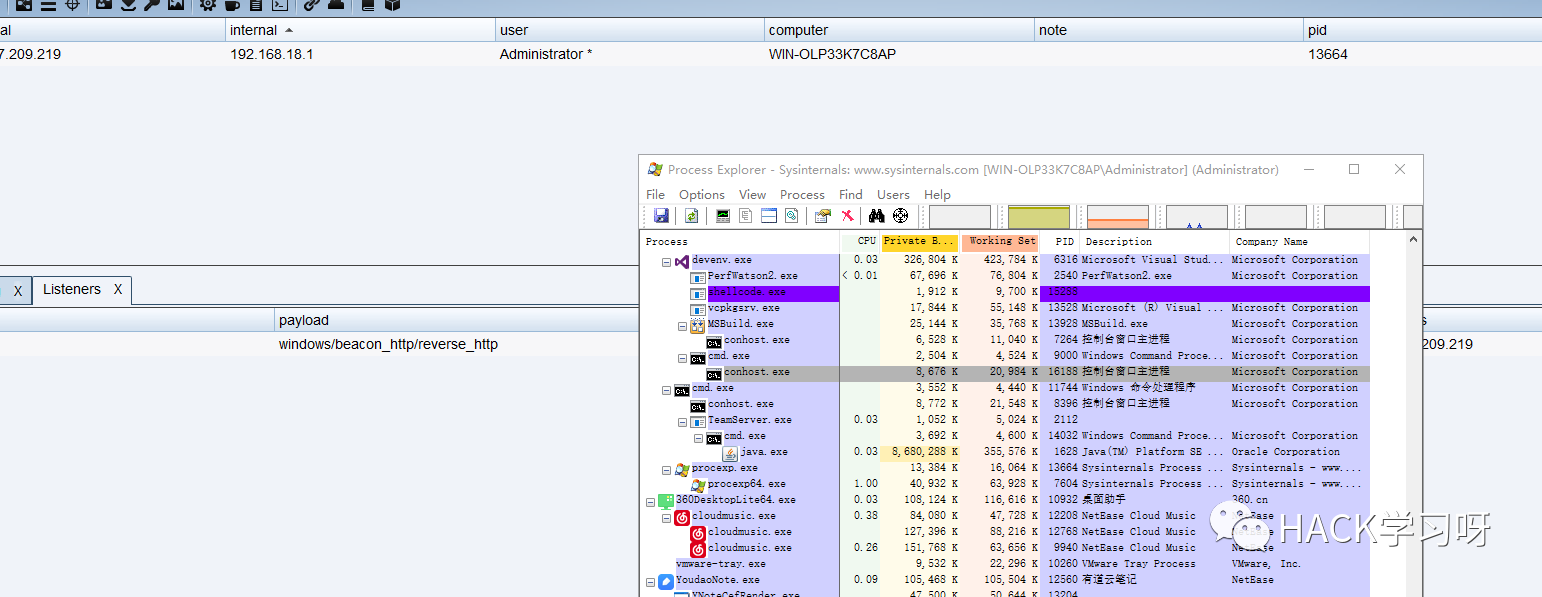 al internal user computer note pid
7.209.219 192.168.18.1 Administrator * WIN-OLP33K7C8AP 13664
X Listeners X
payload
windows/beacon_http/reverse_http
209.219
Process Explorer - Sysinternals: www.sysinternals.com [WIN-OLP33K7C8AP\Administrator] (Administrator)
File Options View Process Find Users Help
Process CPU Private B... Working Set PID Description Company Name
devenv.exe 0.03 326,804 K 423,784 K 6316 Microsoft Visual Stud... Microsoft Corporation
PerfWatson2.exe < 0.01 67,696 K 76,804 K 2540 PerfWatson2.exe Microsoft Corporation
shellcode.exe 1,912 K 9,700 K 15288
vcpkgsrv.exe 17,844 K 55,148 K 13528 Microsoft (R) Visual ... Microsoft Corporation
MSBuild.exe 25,144 K 35,768 K 13928 MSBuild.exe Microsoft Corporation
conhost.exe 6,528 K 11,040 K 7264 控制台窗口主进程 Microsoft Corporation
cmd.exe 2,504 K 4,524 K 9000 Windows Command Proce... Microsoft Corporation
conhost.exe 8,676 K 20,984 K 16188 控制台窗口主进程 Microsoft Corporation
cmd.exe 3,552 K 4,440 K 11744 Windows 命令处理程序 Microsoft Corporation
conhost.exe 8,772 K 21,548 K 8396 控制台窗口主进程 Microsoft Corporation
TeamServer.exe 0.03 1,052 K 5,024 K 2112
cmd.exe 3,692 K 4,600 K 14032 Windows Command Proce... Microsoft Corporation
java.exe 0.03 8,680,288 K 355,576 K 1628 Java(TM) Platform SE ... Oracle Corporation
procexp.exe 13,384 K 16,064 K 13664 Sysinternals Process ... Sysinternals - www....
procexp64.exe 1.00 40,932 K 63,928 K 7604 Sysinternals Process ... Sysinternals - www....
360DesktopLite64.exe 0.03 108,124 K 116,616 K 10932 桌面助手 360.cn
cloudmusic.exe 0.38 84,080 K 47,728 K 12208 NetEase Cloud Music NetEase
cloudmusic.exe 127,396 K 88,216 K 12768 NetEase Cloud Music NetEase
cloudmusic.exe 0.26 151,768 K 63,656 K 9940 NetEase Cloud Music NetEase
vmware-tray.exe 9,532 K 22,296 K 10260 VMware Tray Process VMware, Inc.
YoudaoNote.exe 0.09 105,468 K 105,504 K 12560 有道云笔记 NetEase
YNoteCefRender.exe 47,500 K 50,644 K 13204
HACK学习呀